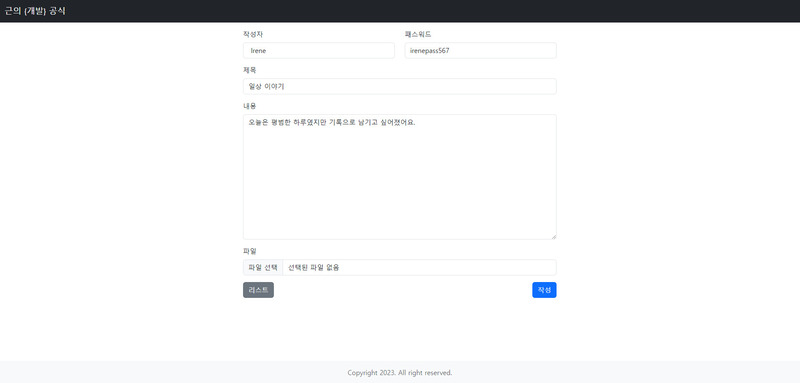 근의 (개발) 공식
작성자 패스워드
Irene irenepass567
제목
일상 이야기
내용
오늘은 평범한 하루였지만 기록으로 남기고 싶어졌어요.
파일
파일 선택 선택된 파일 없음
리스트 작성
Copyright 2023. All right reserved.